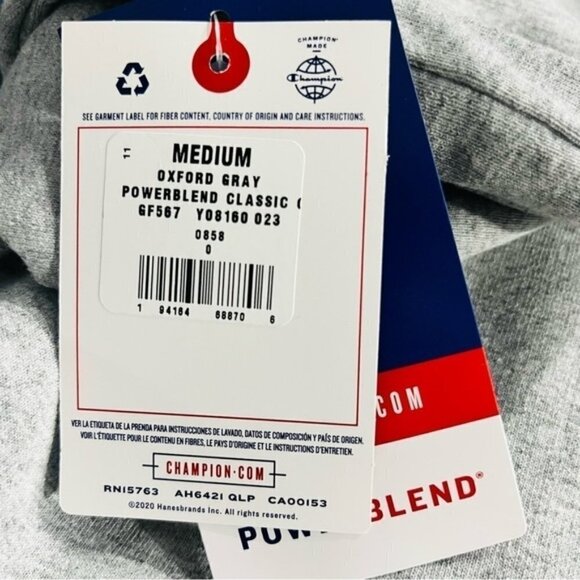 CHAMPION®
MADE
Champion
SEE GARMENT LABEL FOR FIBER CONTENT, COUNTRY OF ORIGIN AND CARE INSTRUCTIONS.
11
MEDIUM
OXFORD GRAY
POWERBLEND CLASSIC
GF567 Y08160 023
0858
0
1 94164 68870 6
VER LA ETIQUETA DE LA PRENDA PARA INSTRUCCIONES DE LAVADO, DATOS DE COMPOSICIÓN Y PAÍS DE ORIGEN.
VOIR L'ÉTIQUETTE POUR LE CONTENU EN FIBRES, LE PAYS D'ORIGINE ET LE INSTRUCTIONS D'ENTRETIEN.
CHAMPION·COM
RN15763 AH6421 QLP CA00153
©2020 Hanesbrands Inc. All rights reserved.
COM
POW BLEND®